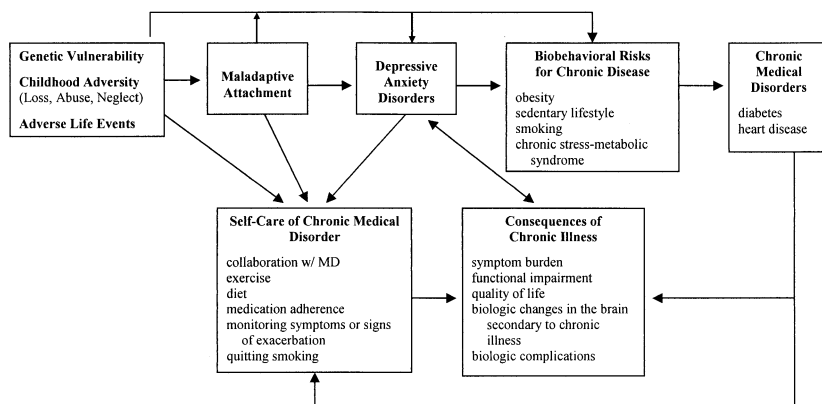 Genetic Vulnerability
Childhood Adversity
(Loss, Abuse, Neglect)
Adverse Life Events
Maladaptive
Attachment
Depressive
Anxiety
Disorders
Biobehavioral Risks
for Chronic Disease
obesity
sedentary lifestyle
smoking
chronic stress-metabolic
syndrome
Chronic
Medical
Disorders
diabetes
heart disease
Self-Care of Chronic Medical
Disorder
collaboration w/ MD
exercise
diet
medication adherence
monitoring symptoms or signs
of exacerbation
quitting smoking
Consequences of
Chronic Illness
symptom burden
functional impairment
quality of life
biologic changes in the brain
secondary to chronic
illness
biologic complications